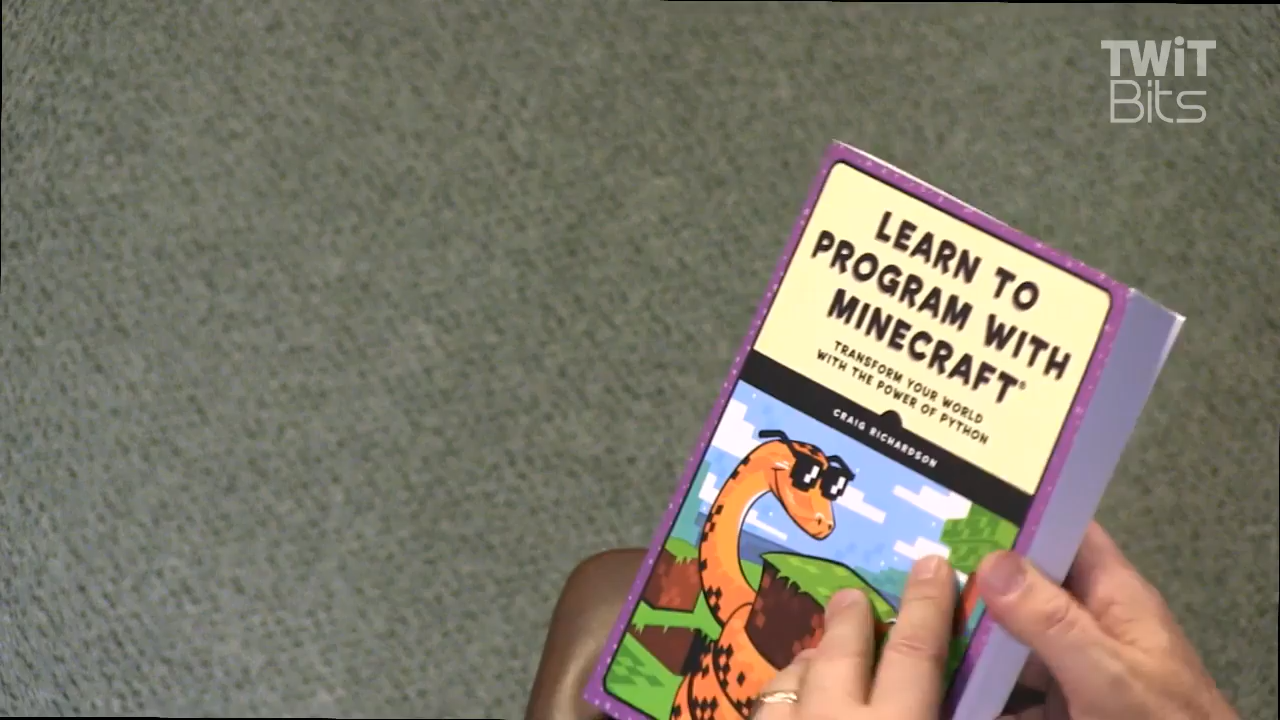 TWiT
Bits
LEARN TO
PROGRAM WITH
MINECRAFT®
TRANSFORM YOUR WORLD
WITH THE POWER OF PYTHON
CRAIG RICHARDSON